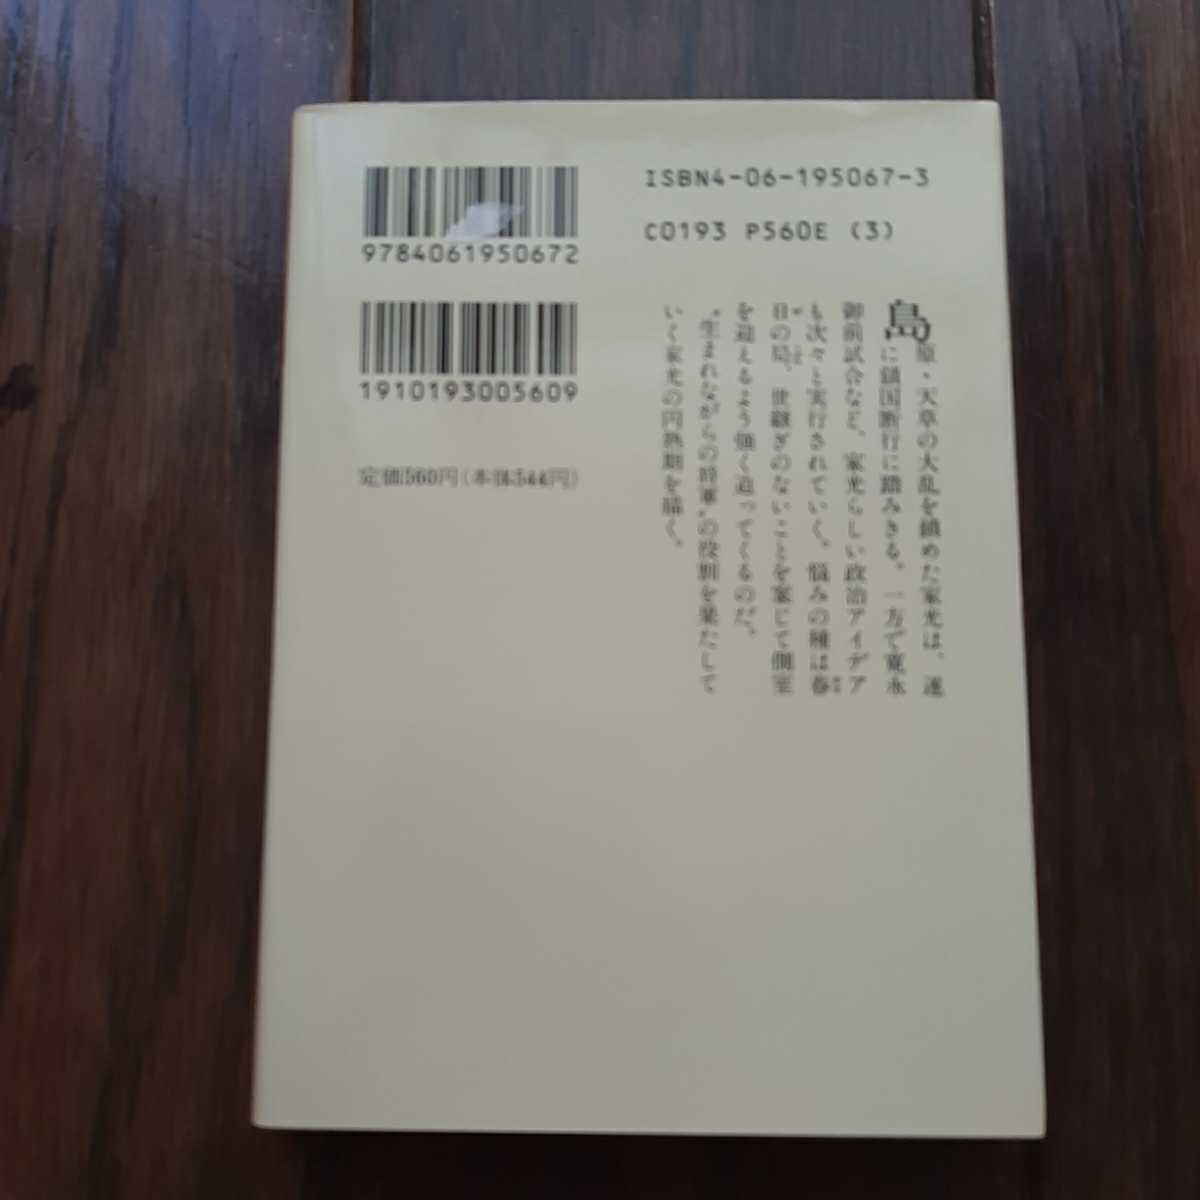 ISBN4-06-195067-3
C0193 P560E (3)
9784061950672
1910193005609
定価560円(本体544円)
島原・天草の大乱を鎮めた家光は、遂
に鎖国断行に踏みきる。一方で寛永
御前試合など、家光らしい政治アイデア
も次々と実行されていく。悩みの種は春
日の局。世継ぎのないことを案じて側室
を迎えるよう強く迫ってくるのだ。
〝生まれながらの将軍〟の役割を果たして
いく家光の円熟期を描く。